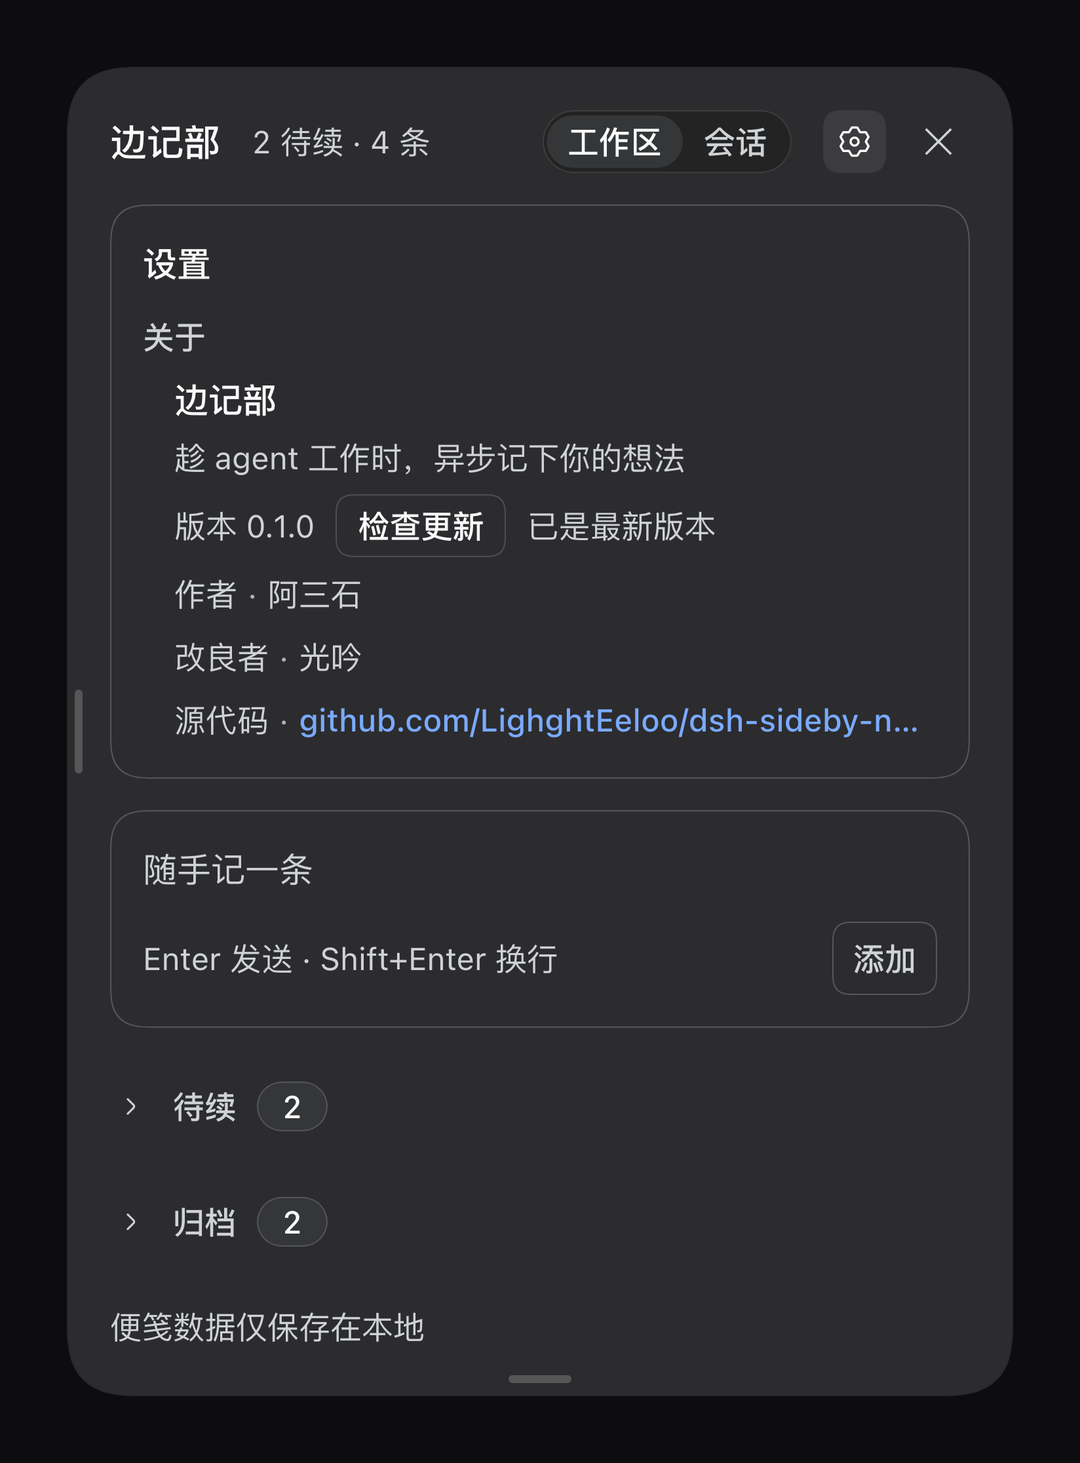 边记部 2 待续 · 4 条 工作区 会话
设置
关于
边记部
趁 agent 工作时，异步记下你的想法
版本 0.1.0 检查更新 已是最新版本
作者 · 阿三石
改良者 · 光吟
源代码 · github.com/LighghtEeloo/dsh-sideby-n...
随手记一条
Enter 发送 · Shift+Enter 换行 添加
待续 2
归档 2
便笺数据仅保存在本地